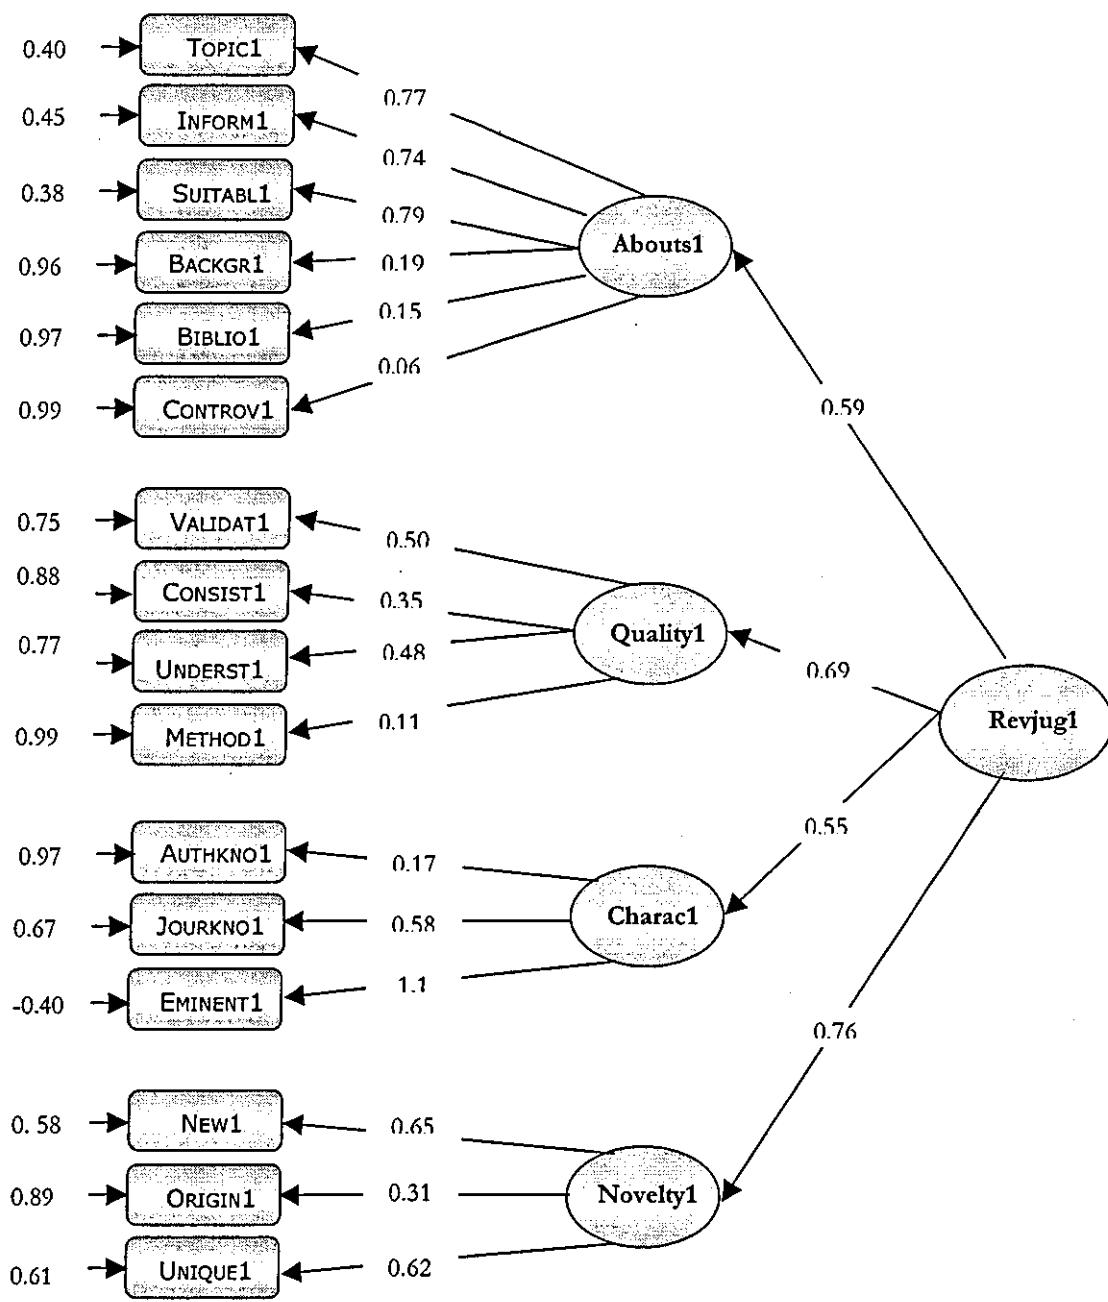 0.40 TOPIC1
0.77
0.45 INFORM1
0.74
0.38 SUITABL1
0.79
Abouts1
0.96 BACKGR1
0.19
0.15
0.97 BIBLIO1
0.06
0.99 CONTROV1
0.59
0.75 VALIDAT1
0.50
0.88 CONSIST1
0.35
Quality1
0.77 UNDERST1
0.48
0.69
0.99 METHOD1
0.11
Revjug1
0.55
0.97 AUTHKNO1
0.17
Charac1
0.67 JOURKNO1
0.58
-0.40 EMINENT1
1.1
0.76
0. 58 NEW1
0.65
0.89 ORIGIN1
0.31
Novelty1
0.61 UNIQUE1
0.62